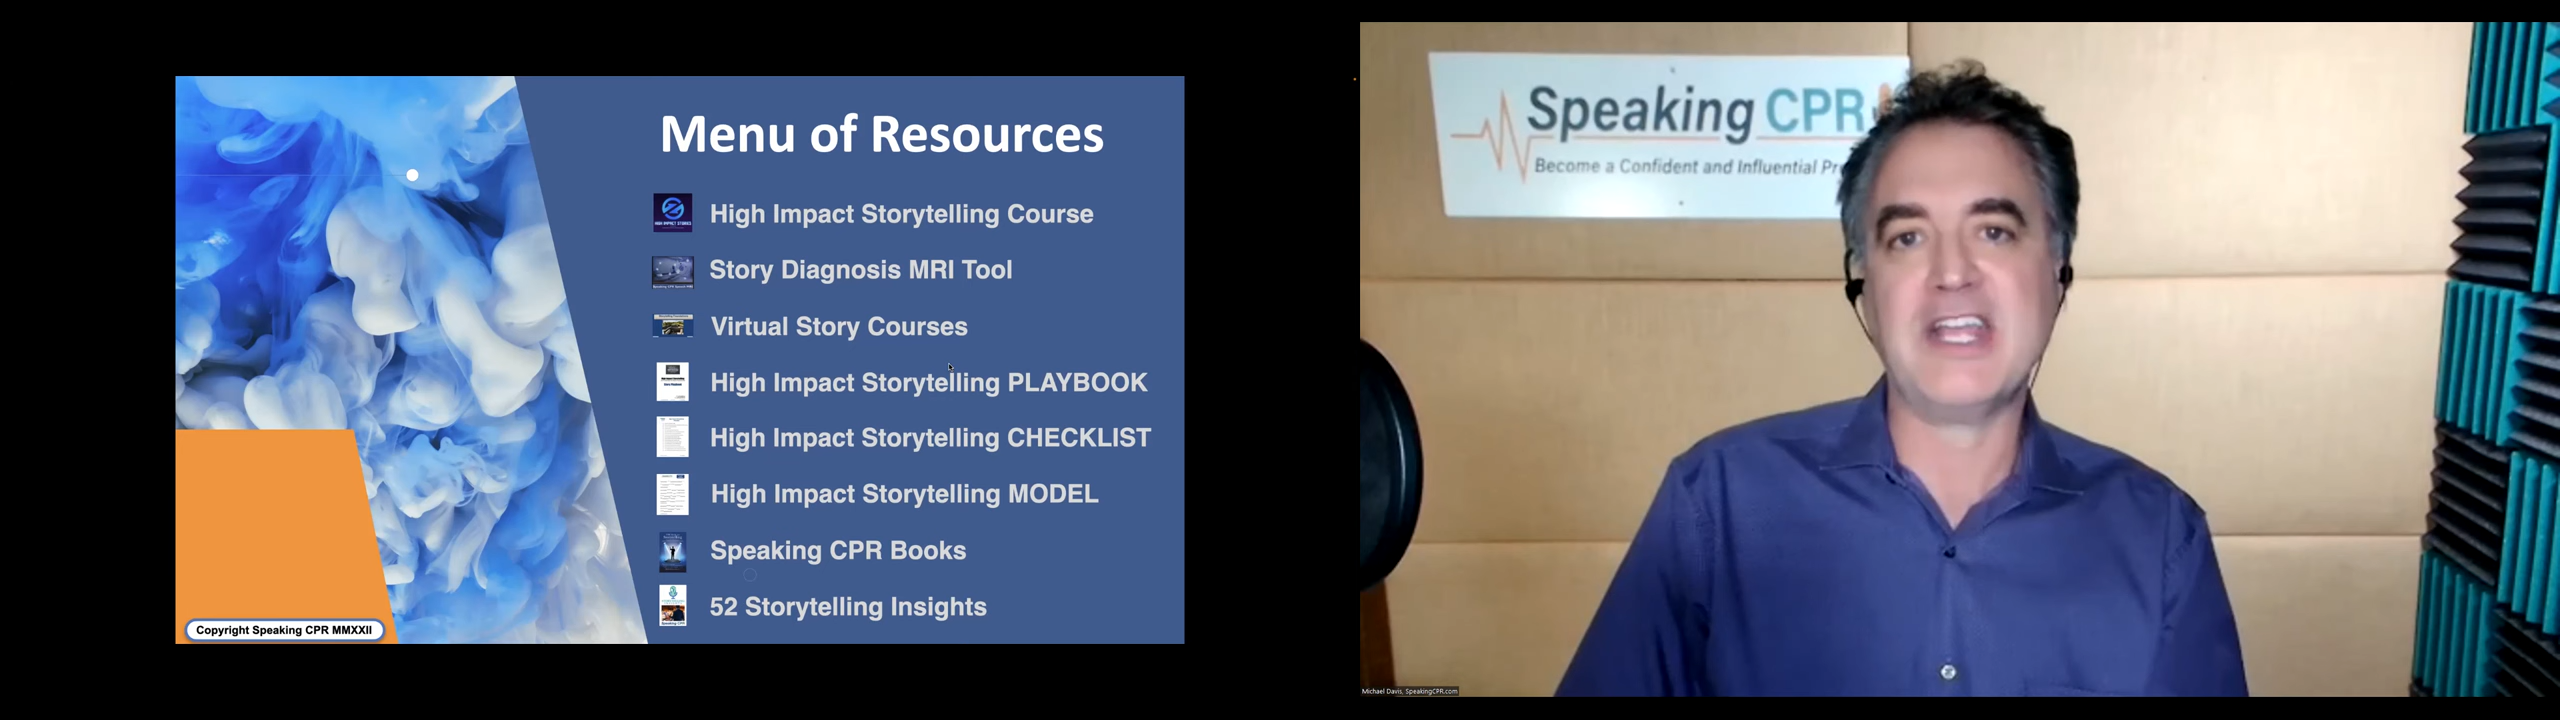 Menu of Resources
High Impact Storytelling Course
Story Diagnosis MRI Tool
Virtual Story Courses
High Impact Storytelling PLAYBOOK
High Impact Storytelling CHECKLIST
High Impact Storytelling MODEL
Speaking CPR Books
52 Storytelling Insights
Copyright Speaking CPR MMXXII
Speaking CPR
Become a Confident and Influential
Michael Davis, SpeakingCPR.com